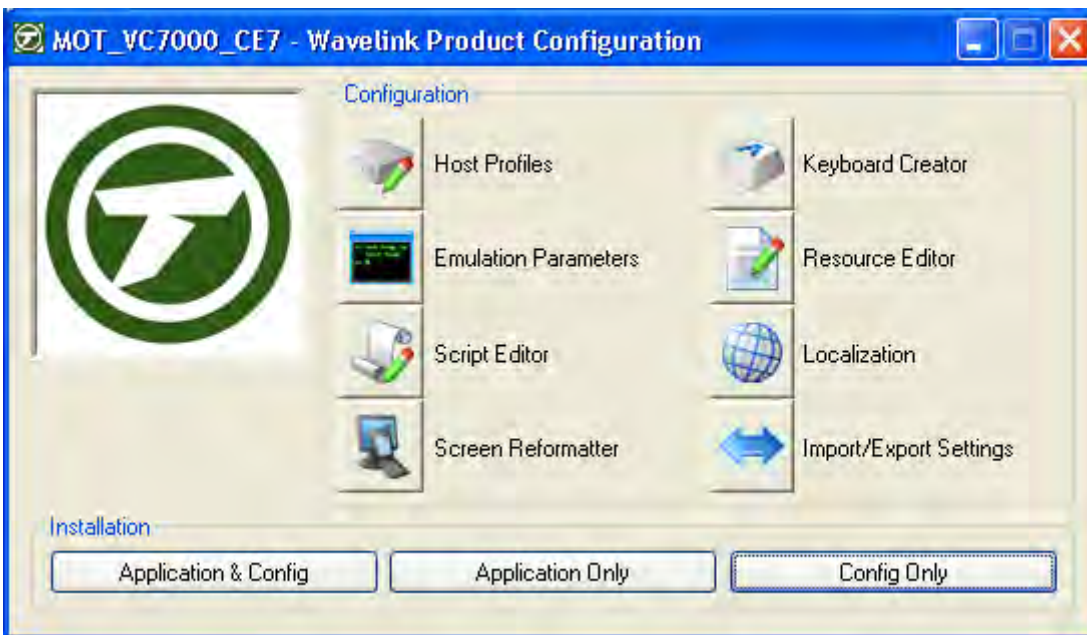 MOT_VC7000_CE7 - Wavelink Product Configuration
Configuration
Host Profiles
Keyboard Creator
Emulation Parameters
Resource Editor
Script Editor
Localization
Screen Reformatter
Import/Export Settings
Installation
Application & Config
Application Only
Config Only